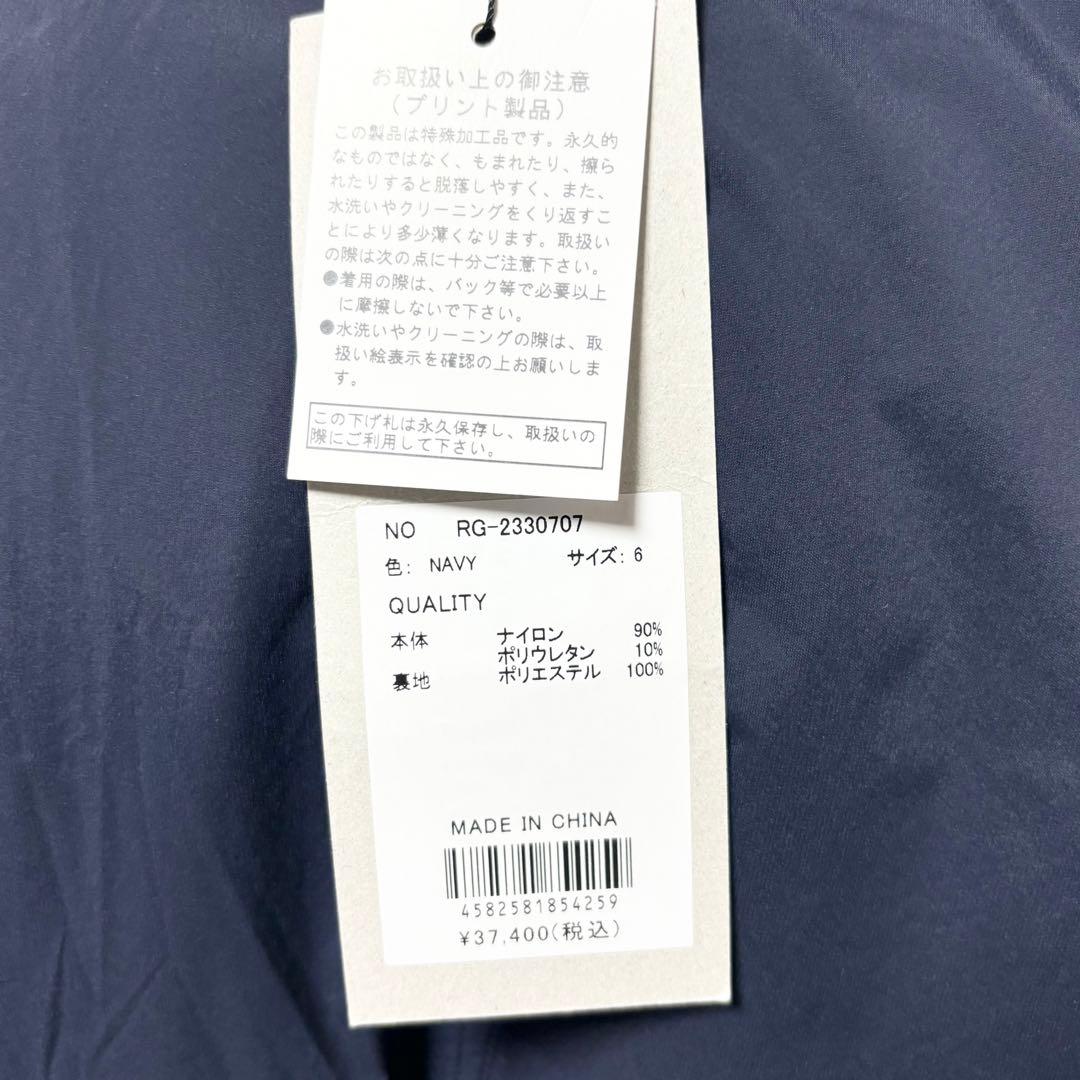 お取扱い上の御注意
(プリント製品)
この製品は特殊加工品です。永久的
なものではなく、もまれたり、擦ら
れたりすると脱落しやすく、また、
水洗いやクリーニングをくり返すこ
とにより多少薄くなります。取扱い
の際は次の点に十分ご注意下さい。
●着用の際は、バック等で必要以上
に摩擦しないで下さい。
●水洗いやクリーニングの際は、取
扱い絵表示を確認の上お願いしま
す。
この下げ札は永久保存し、取扱いの
際にご利用して下さい。
NO RG-2330707
色: NAVY サイズ: 6
QUALITY
本体 ナイロン 90%
ポリウレタン 10%
裏地 ポリエステル 100%
MADE IN CHINA
4582581854259
¥37,400(税込)